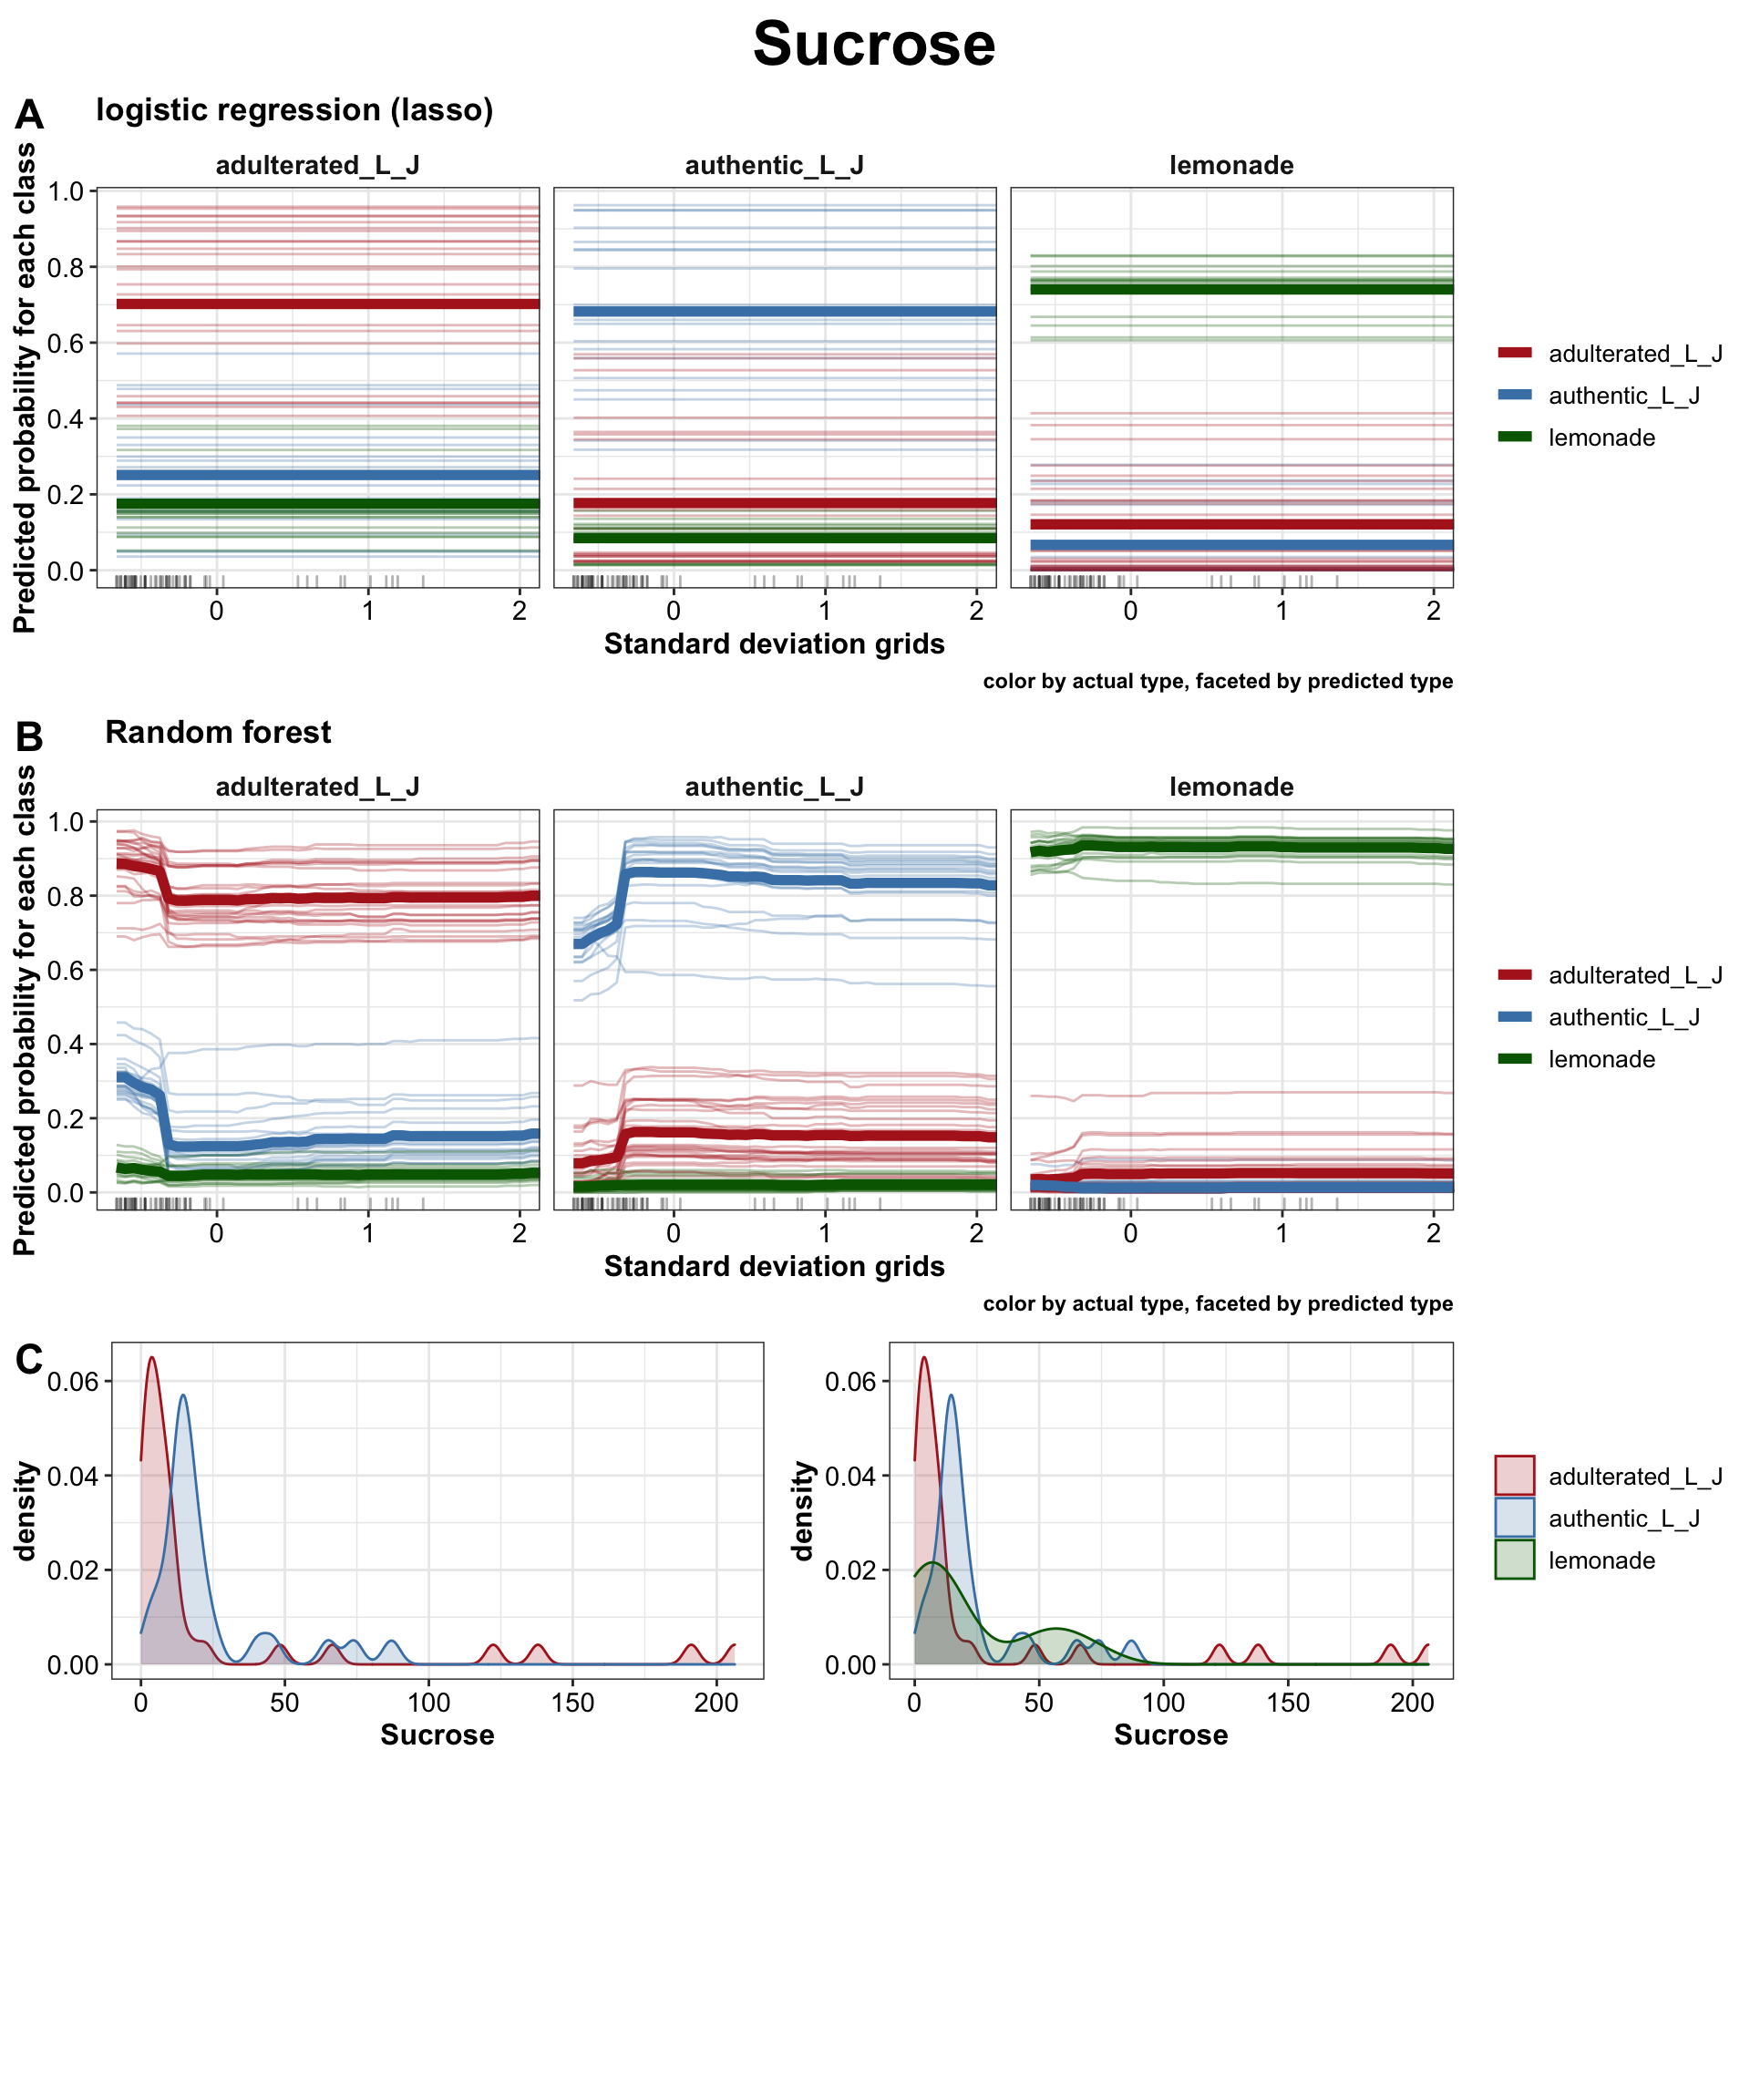 Sucrose
A
logistic regression (lasso)
adulterated_L_J
authentic_L_J
lemonade
Predicted probability for each class
1.0
0.8
0.6
0.4
0.2
0.0
0 1 2
0 1 2
0 1 2
Standard deviation grids
color by actual type, faceted by predicted type
adulterated_L_J
authentic_L_J
lemonade
B
Random forest
adulterated_L_J
authentic_L_J
lemonade
Predicted probability for each class
1.0
0.8
0.6
0.4
0.2
0.0
0 1 2
0 1 2
0 1 2
Standard deviation grids
color by actual type, faceted by predicted type
adulterated_L_J
authentic_L_J
lemonade
C
density
0.06
0.04
0.02
0.00
0 50 100 150 200
Sucrose
density
0.06
0.04
0.02
0.00
0 50 100 150 200
Sucrose
adulterated_L_J
authentic_L_J
lemonade